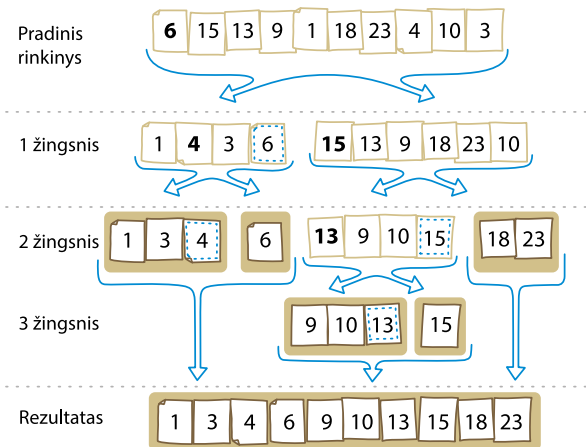 Pradinis
rinkinys
6 15 13 9 1 18 23 4 10 3
1 žingsnis
1 4 3 6 15 13 9 18 23 10
2 žingsnis
1 3 4 6 13 9 10 15 18 23
3 žingsnis
9 10 13 15
Rezultatas
1 3 4 6 9 10 13 15 18 23